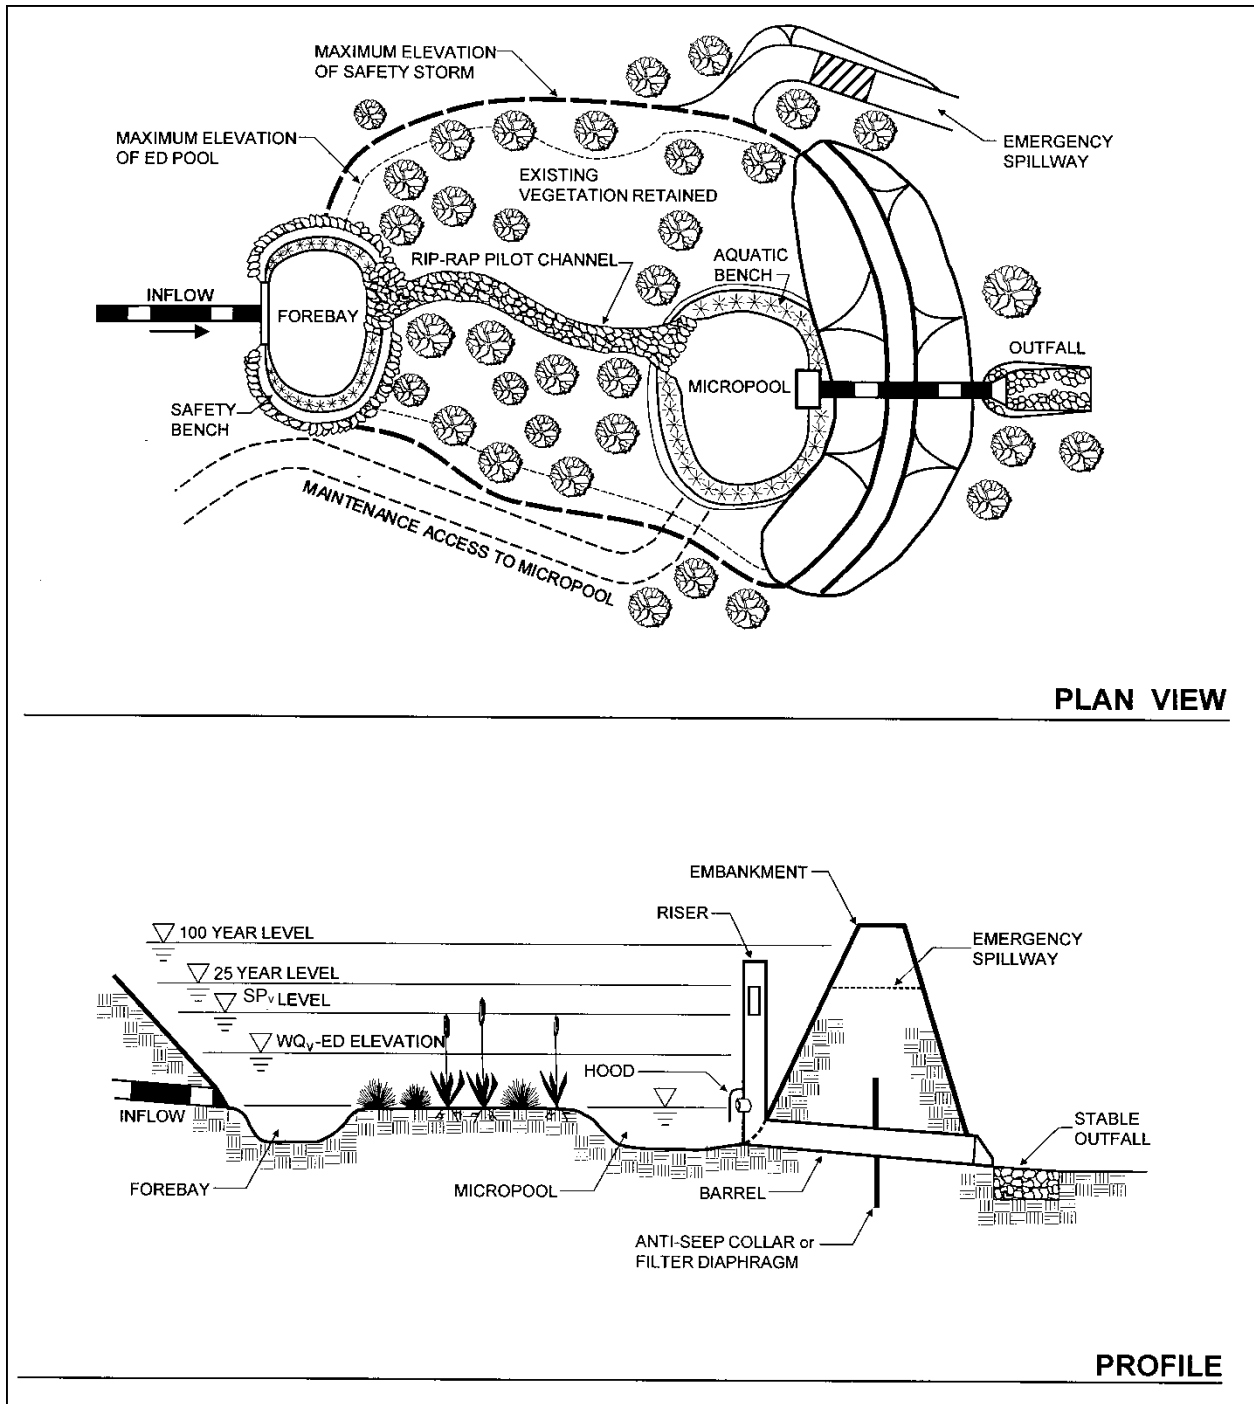 MAXIMUM ELEVATION
OF SAFETY STORM
MAXIMUM ELEVATION
OF ED POOL
EMERGENCY
SPILLWAY
EXISTING
VEGETATION RETAINED
RIP-RAP PILOT CHANNEL
AQUATIC
BENCH
INFLOW
FOREBAY
OUTFALL
MICROPOOL
SAFETY
BENCH
MAINTENANCE ACCESS TO MICROPOOL
PLAN VIEW
EMBANKMENT
RISER
100 YEAR LEVEL
EMERGENCY
SPILLWAY
25 YEAR LEVEL
SPv LEVEL
WQv-ED ELEVATION
HOOD
INFLOW
STABLE
OUTFALL
FOREBAY
MICROPOOL
BARREL
ANTI-SEEP COLLAR or
FILTER DIAPHRAGM
PROFILE